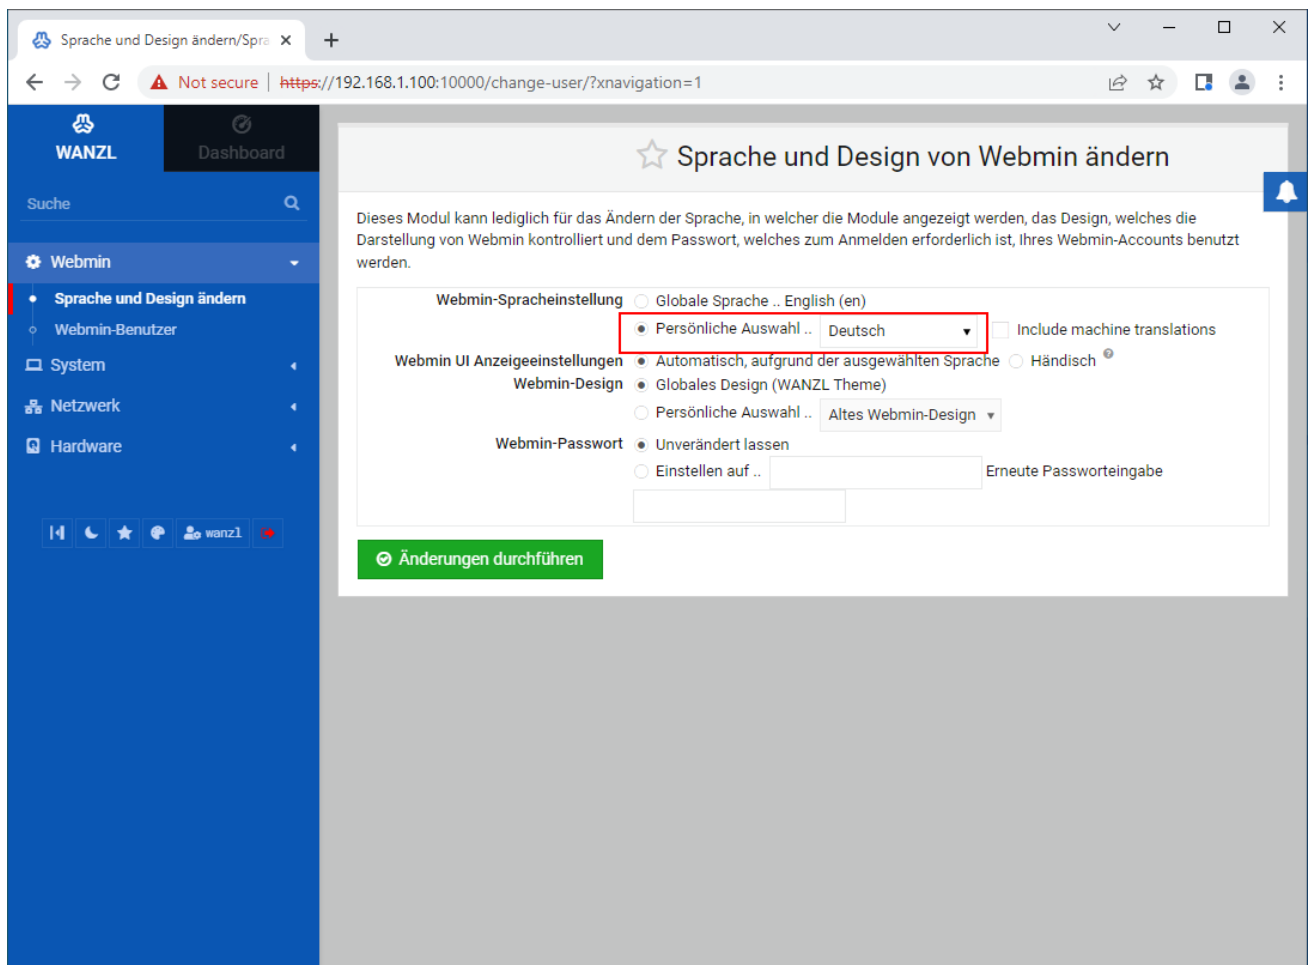 Sprache und Design ändern/Spra
Not secure | https://192.168.1.100:10000/change-user/?xnavigation=1
WANZL
Dashboard
Suche
Webmin
Sprache und Design ändern
Webmin-Benutzer
System
Netzwerk
Hardware
wanzl
Sprache und Design von Webmin ändern
Dieses Modul kann lediglich für das Ändern der Sprache, in welcher die Module angezeigt werden, das Design, welches die
Darstellung von Webmin kontrolliert und dem Passwort, welches zum Anmelden erforderlich ist, Ihres Webmin-Accounts benutzt
werden.
Webmin-Spracheinstellung Globale Sprache .. English (en)
Persönliche Auswahl .. Deutsch Include machine translations
Webmin UI Anzeigeeinstellungen Automatisch, aufgrund der ausgewählten Sprache Händisch
Webmin-Design Globales Design (WANZL Theme)
Persönliche Auswahl .. Altes Webmin-Design
Webmin-Passwort Unverändert lassen
Einstellen auf .. Erneute Passworteingabe
Änderungen durchführen